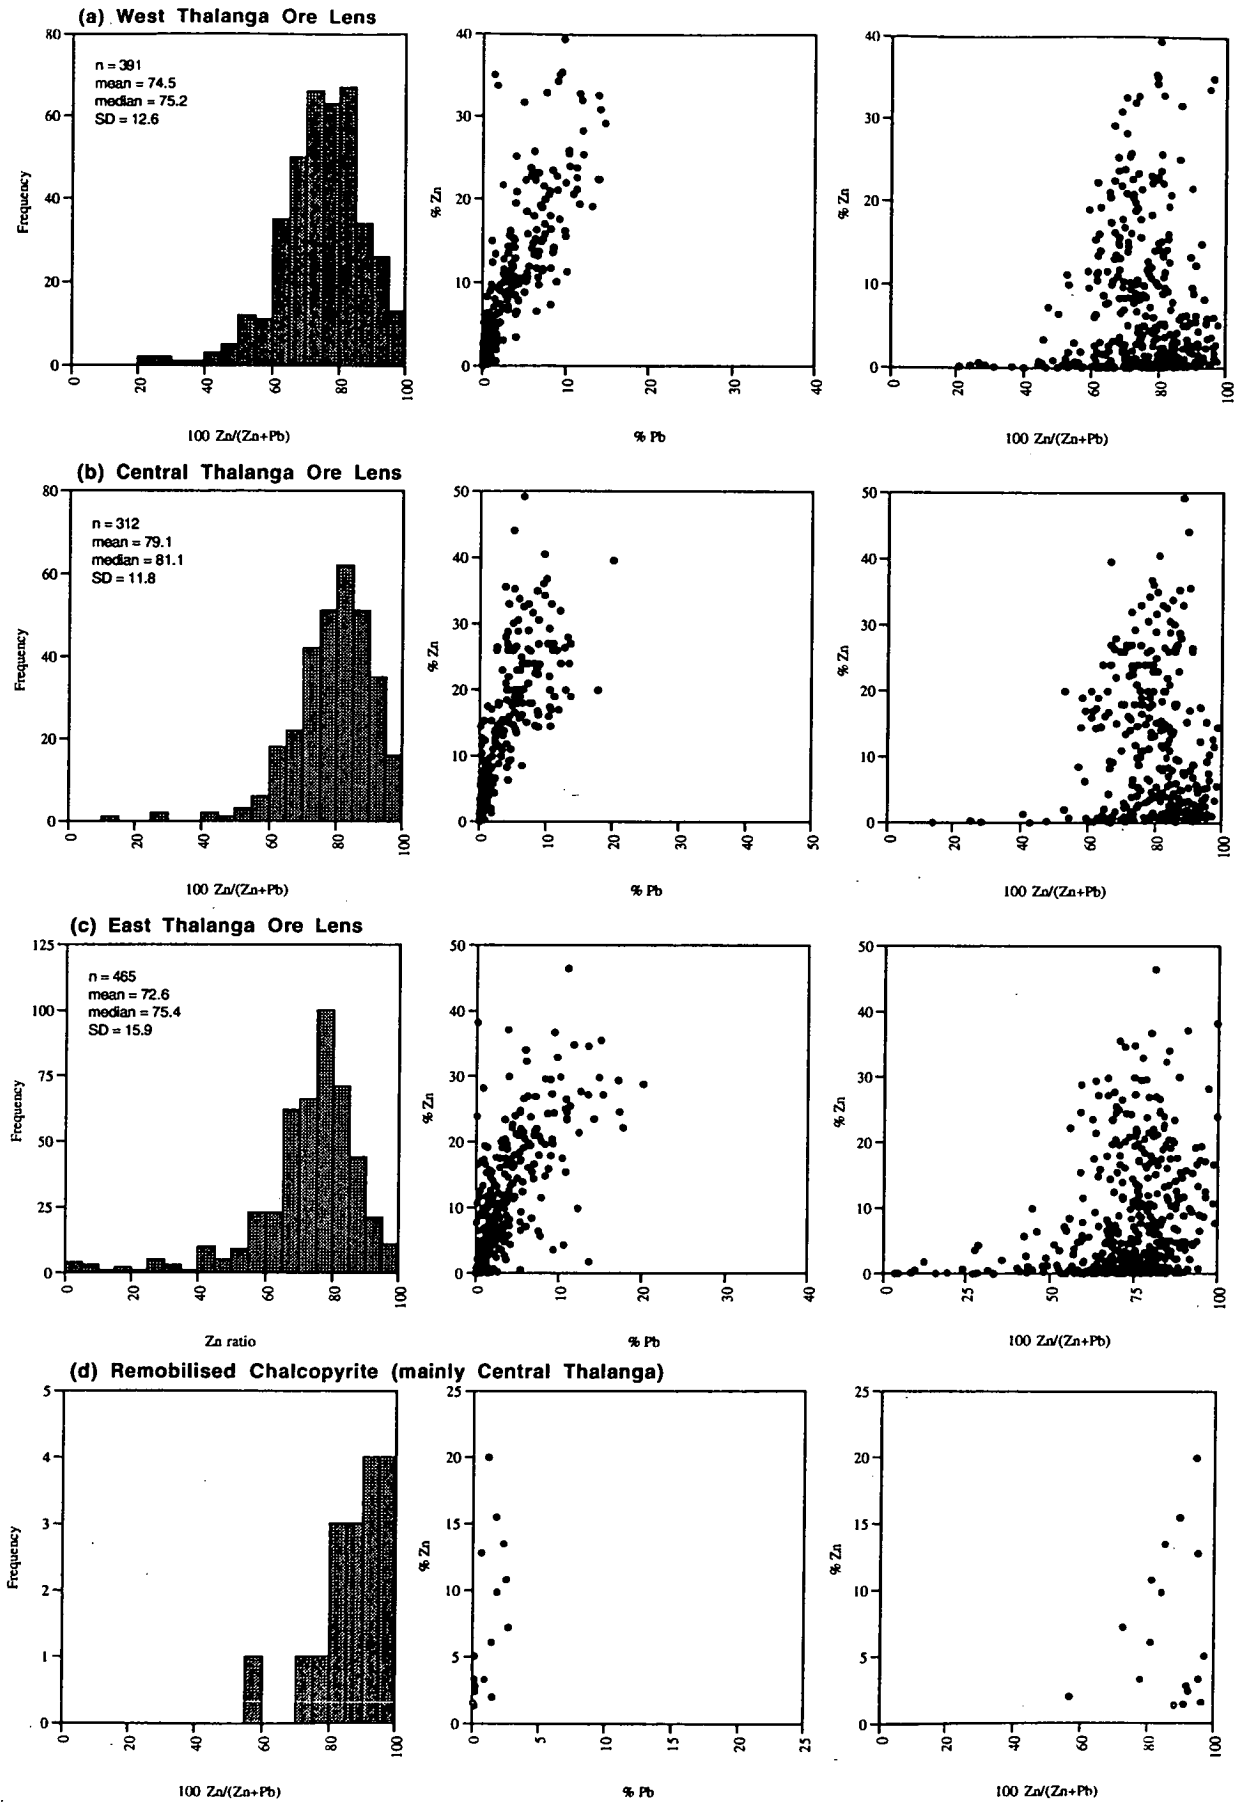 (a) West Thalanga Ore Lens
80
60
40
20
0
Frequency
n = 391
mean = 74.5
median = 75.2
SD = 12.6
0 20 40 60 80 100
100 Zn/(Zn+Pb)
40
30
20
10
0
% Zn
0 10 20 30 40
% Pb
40
30
20
10
0
% Zn
0 20 40 60 80 100
100 Zn/(Zn+Pb)
(b) Central Thalanga Ore Lens
80
60
40
20
0
Frequency
n = 312
mean = 79.1
median = 81.1
SD = 11.8
0 20 40 60 80 100
100 Zn/(Zn+Pb)
50
40
30
20
10
0
% Zn
0 10 20 30 40 50
% Pb
50
40
30
20
10
0
% Zn
0 20 40 60 80 100
100 Zn/(Zn+Pb)
(c) East Thalanga Ore Lens
125
100
75
50
25
0
Frequency
n = 465
mean = 72.6
median = 75.4
SD = 15.9
0 20 40 60 80 100
Zn ratio
50
40
30
20
10
0
% Zn
0 10 20 30 40
% Pb
50
40
30
20
10
0
% Zn
0 25 50 75 100
100 Zn/(Zn+Pb)
(d) Remobilised Chalcopyrite (mainly Central Thalanga)
5
4
3
2
1
0
Frequency
0 20 40 60 80 100
100 Zn/(Zn+Pb)
25
20
15
10
5
0
% Zn
0 5 10 15 20 25
% Pb
25
20
15
10
5
0
% Zn
0 20 40 60 80 100
100 Zn/(Zn+Pb)